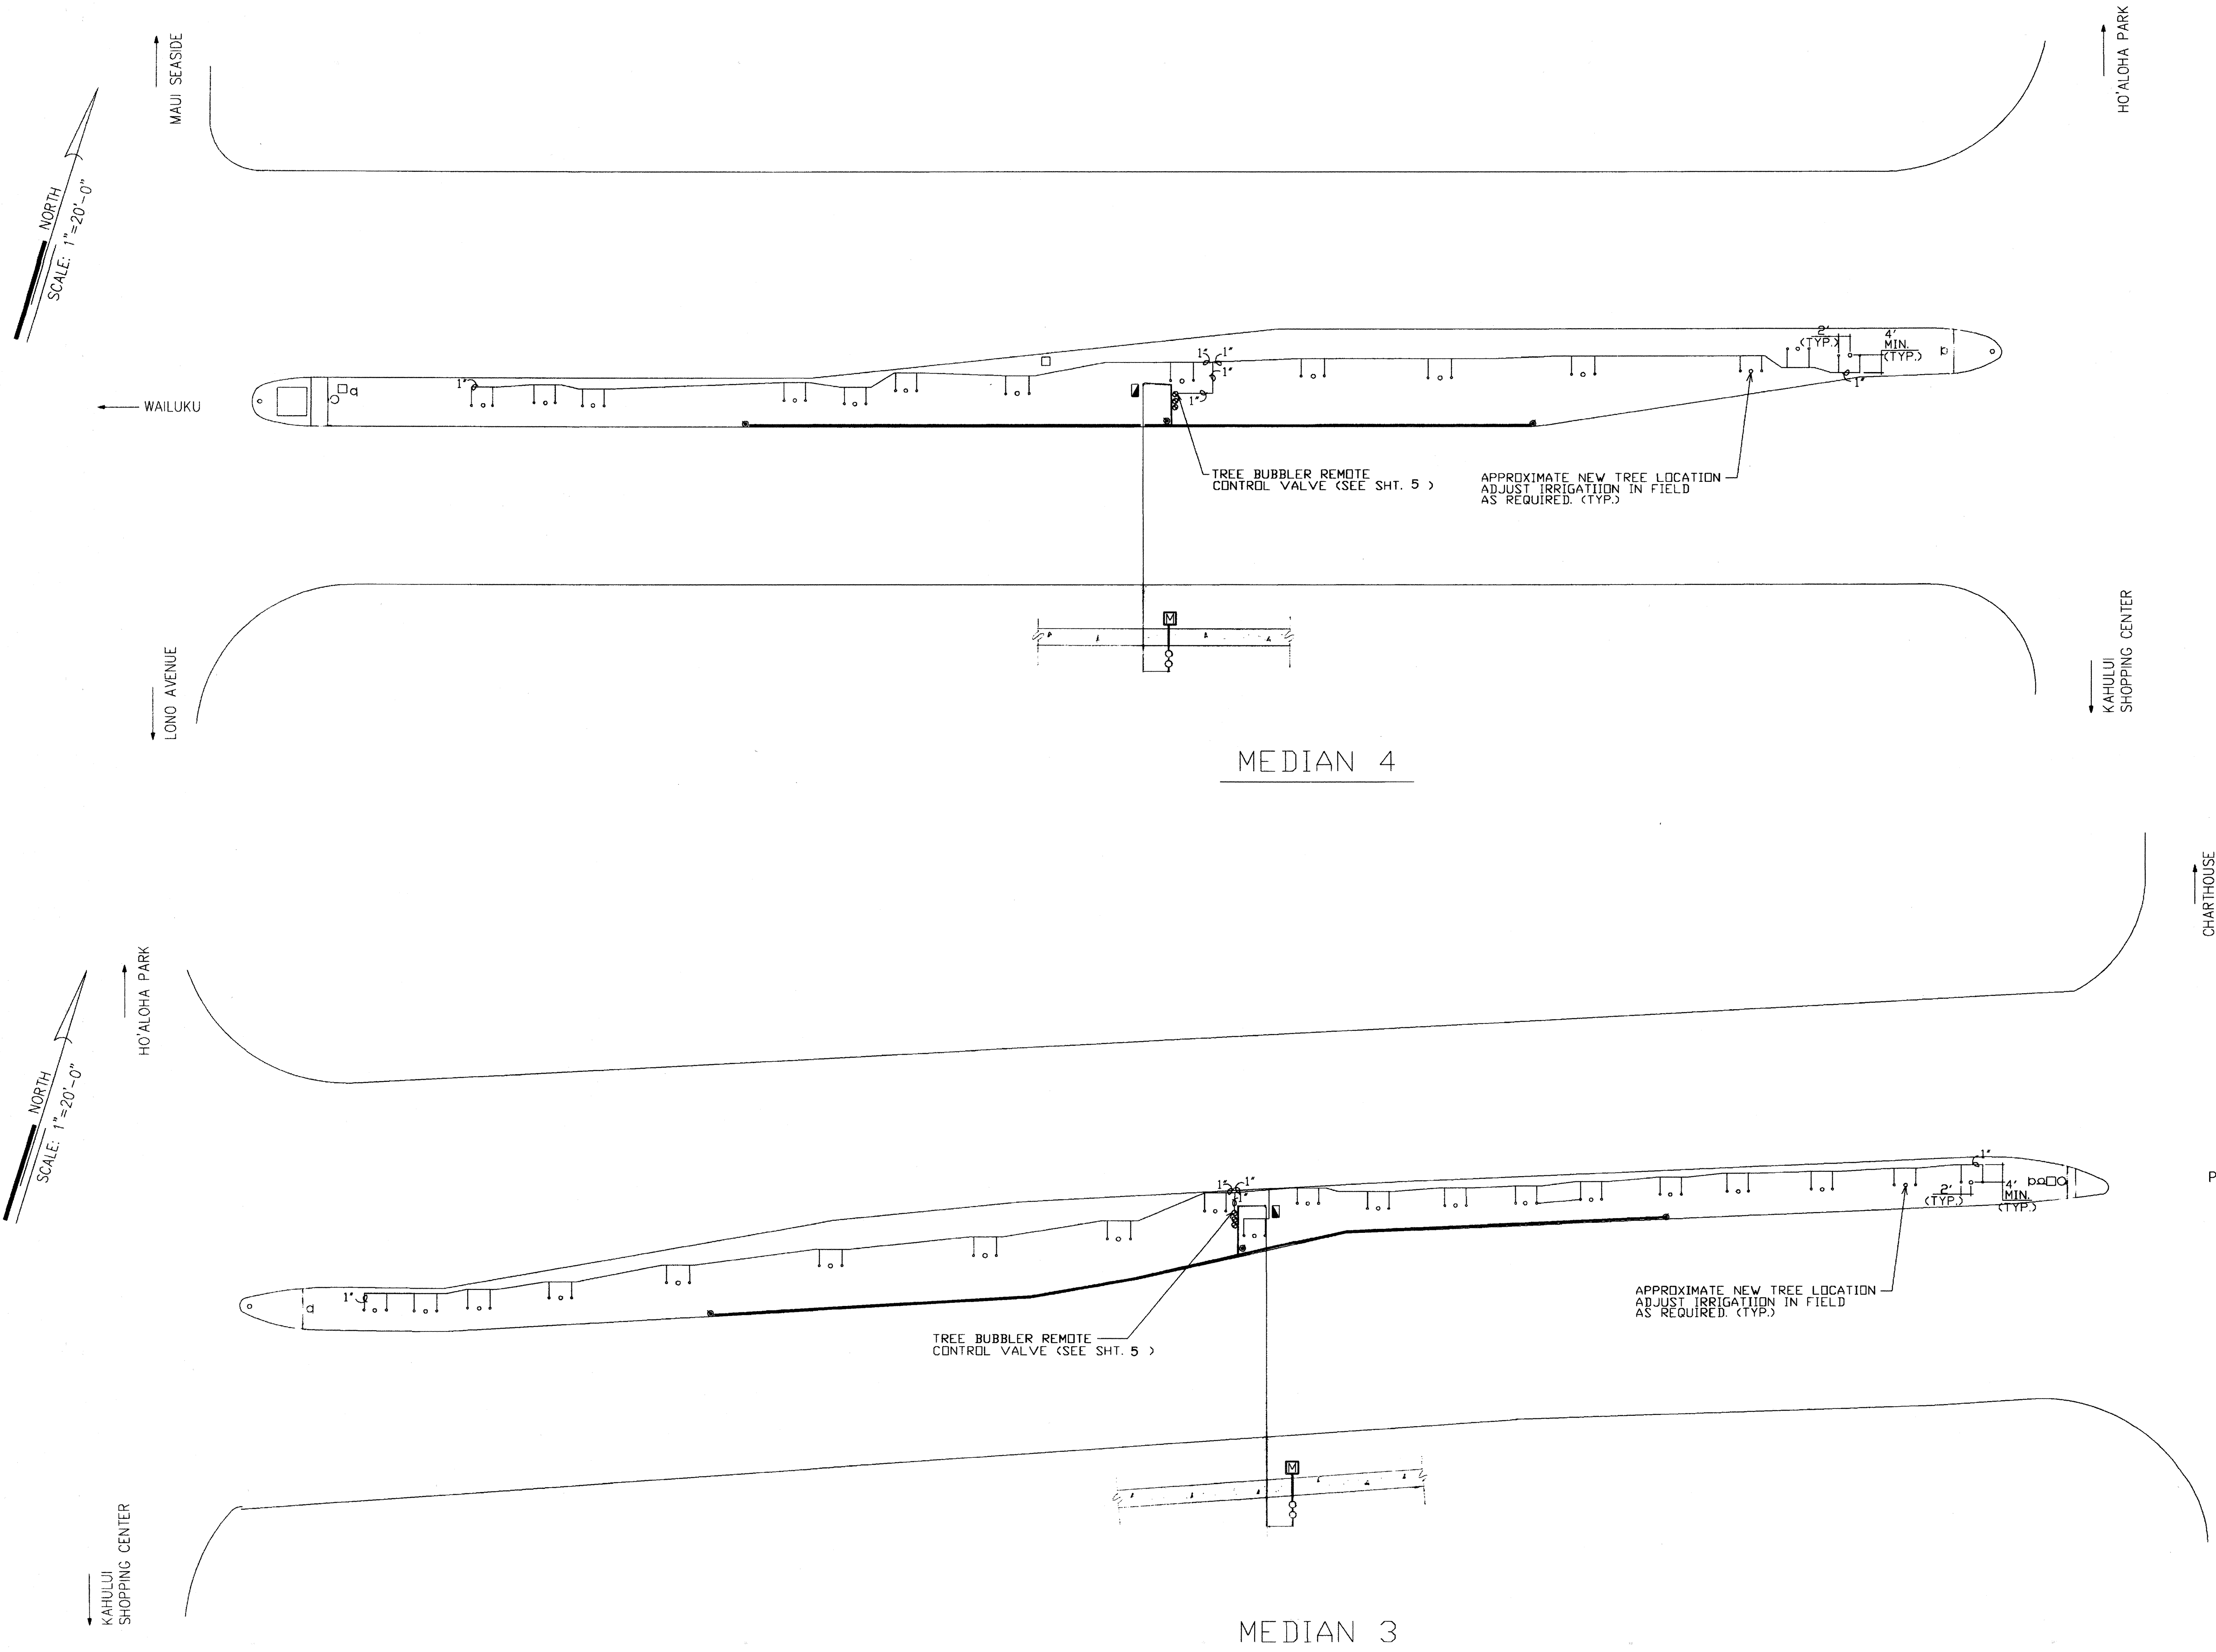 MAUI SEASIDE
HO'ALOHA PARK
NORTH
SCALE: 1"=20'-0"
WAILUKU
a
1"
1"
1"
1"
1"
2'
(TYP.)
4'
MIN.
(TYP.)
b
1"
TREE BUBBLER REMOTE
CONTROL VALVE (SEE SHT. 5 )
APPROXIMATE NEW TREE LOCATION
ADJUST IRRIGATIION IN FIELD
AS REQUIRED. (TYP.)
M
LONO AVENUE
KAHULUI
SHOPPING CENTER
MEDIAN 4
HO'ALOHA PARK
CHARTHOUSE
NORTH
SCALE: 1"=20'-0"
1"
1"
1"
1"
2'
(TYP.)
4'
MIN.
(TYP.)
b
P
a
1"
TREE BUBBLER REMOTE
CONTROL VALVE (SEE SHT. 5 )
APPROXIMATE NEW TREE LOCATION
ADJUST IRRIGATIION IN FIELD
AS REQUIRED. (TYP.)
M
KAHULUI
SHOPPING CENTER
MEDIAN 3